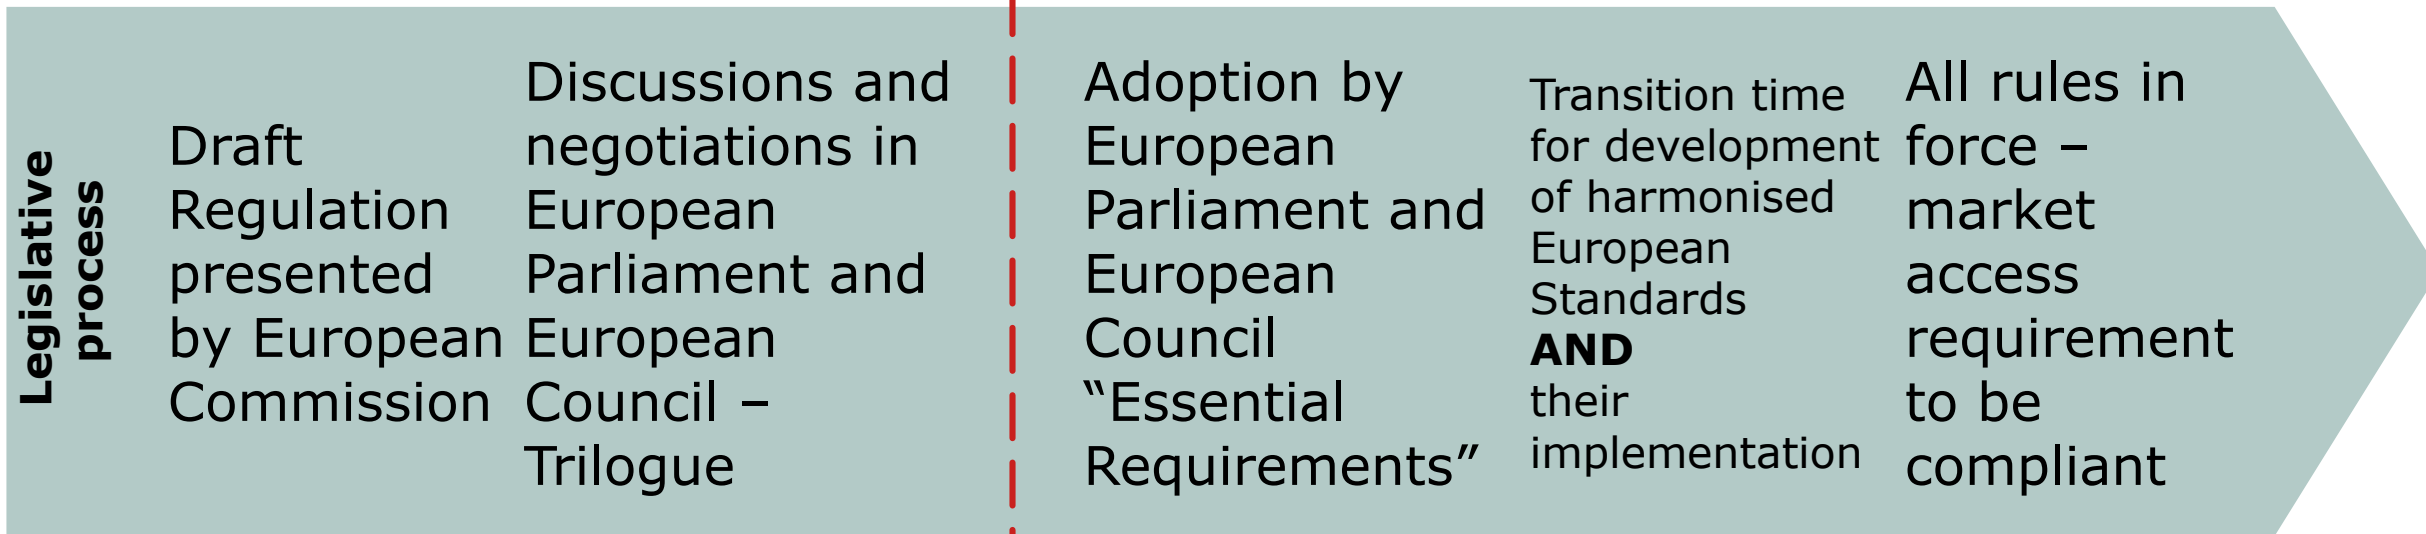 Legislative
process
Draft
Regulation
presented
by European
Commission
Discussions and
negotiations in
European
Parliament and
European
Council –
Trilogue
Adoption by
European
Parliament and
European
Council
“Essential
Requirements”
Transition time
for development
of harmonised
European
Standards
AND
their
implementation
All rules in
force –
market
access
requirement
to be
compliant